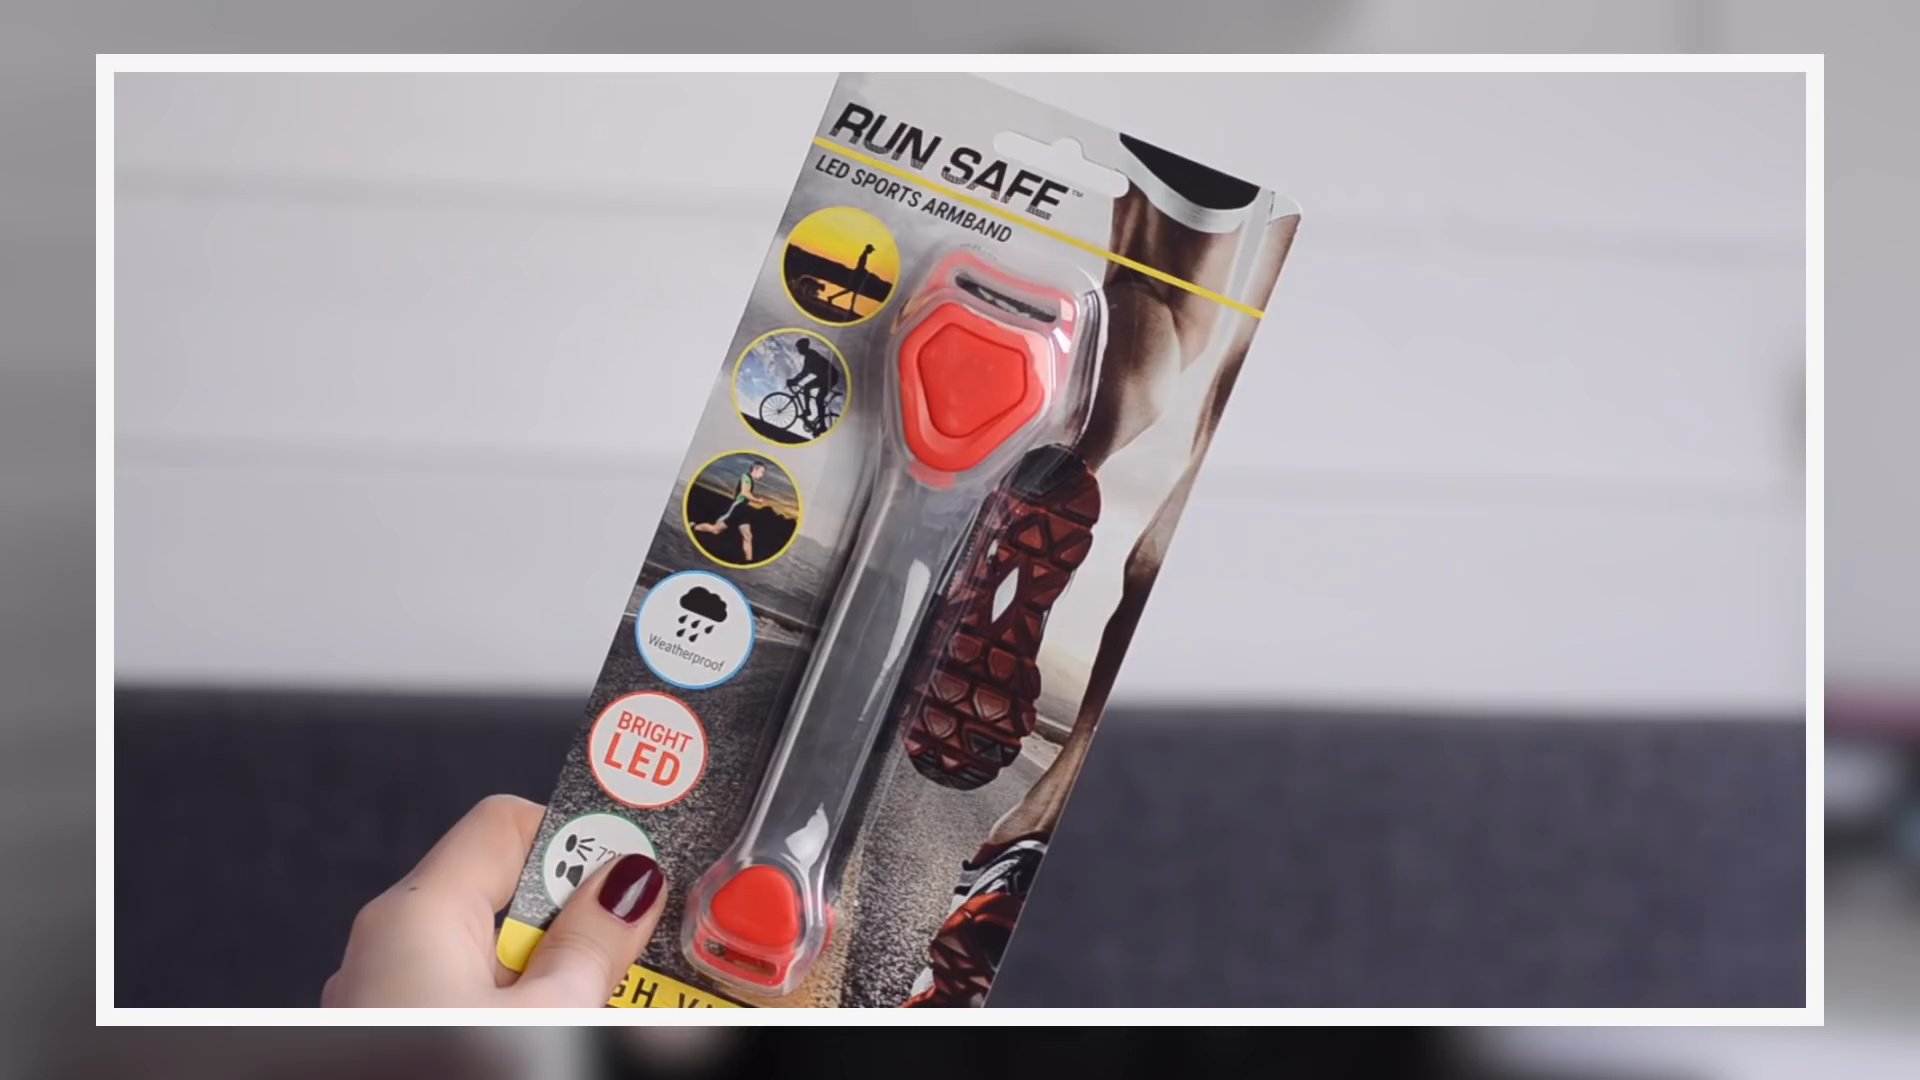 RUN SAFE™
LED SPORTS ARMBAND
Weatherproof
BRIGHT
LED